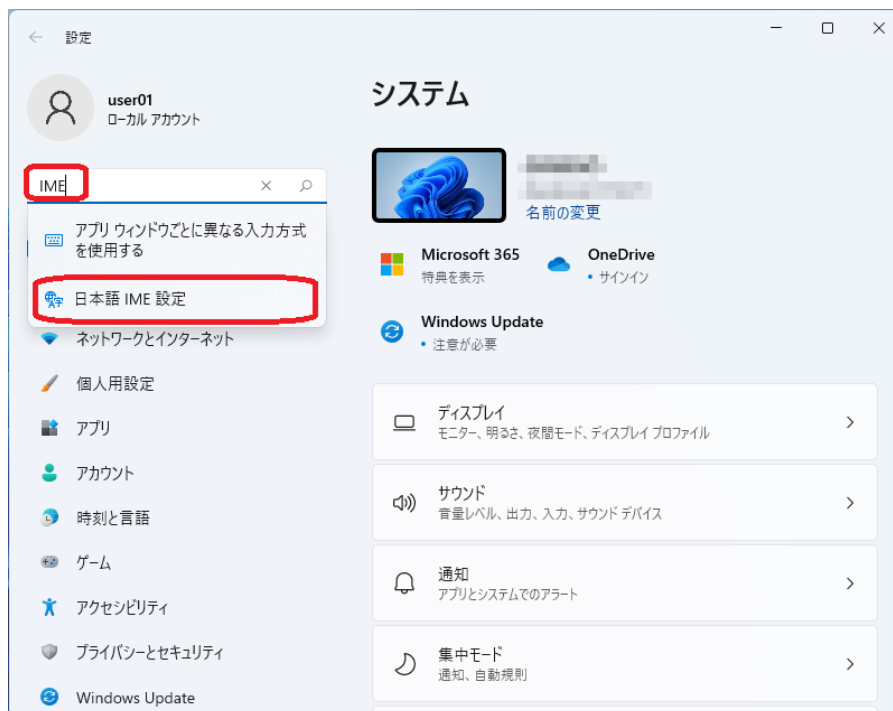 設定
user01
ローカル アカウント
IME
アプリ ウィンドウごとに異なる入力方式
を使用する
日本語 IME 設定
ネットワークとインターネット
個人用設定
アプリ
アカウント
時刻と言語
ゲーム
アクセシビリティ
プライバシーとセキュリティ
Windows Update
システム
名前の変更
Microsoft 365
特典を表示
OneDrive
• サインイン
Windows Update
• 注意が必要
ディスプレイ
モニター、明るさ、夜間モード、ディスプレイ プロファイル
サウンド
音量レベル、出力、入力、サウンド デバイス
通知
アプリとシステムでのアラート
集中モード
通知、自動規則